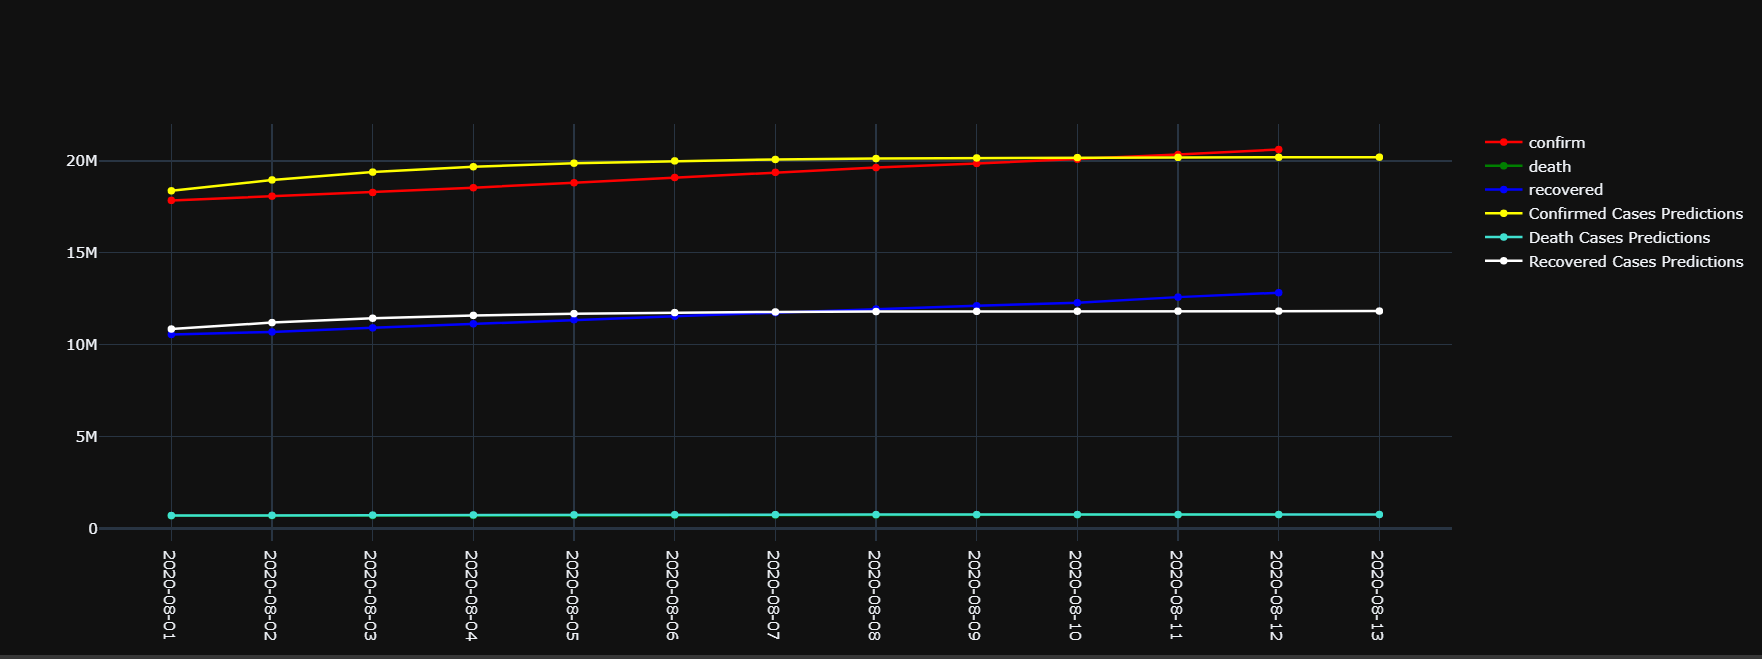 20M
15M
10M
5M
0
2020-08-01
2020-08-02
2020-08-03
2020-08-04
2020-08-05
2020-08-06
2020-08-07
2020-08-08
2020-08-09
2020-08-10
2020-08-11
2020-08-12
2020-08-13
confirm
death
recovered
Confirmed Cases Predictions
Death Cases Predictions
Recovered Cases Predictions